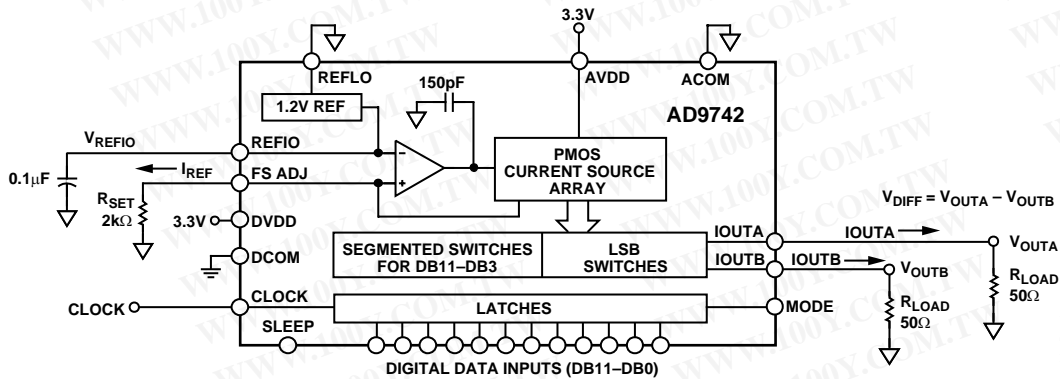 3.3V
REFLO
AVDD
ACOM
150pF
1.2V REF
AD9742
VREFIO
REFIO
PMOS
CURRENT SOURCE
ARRAY
0.1μF
IREF
FS ADJ
RSET
2kΩ
3.3V
DVDD
VDIFF = VOUTA – VOUTB
SEGMENTED SWITCHES
FOR DB11–DB3
LSB
SWITCHES
IOUTA
IOUTA
VOUTA
IOUTB
IOUTB
VOUTB
DCOM
RLOAD
50Ω
RLOAD
50Ω
CLOCK
CLOCK
LATCHES
MODE
SLEEP
DIGITAL DATA INPUTS (DB11–DB0)
WWW.100Y.COM.TW